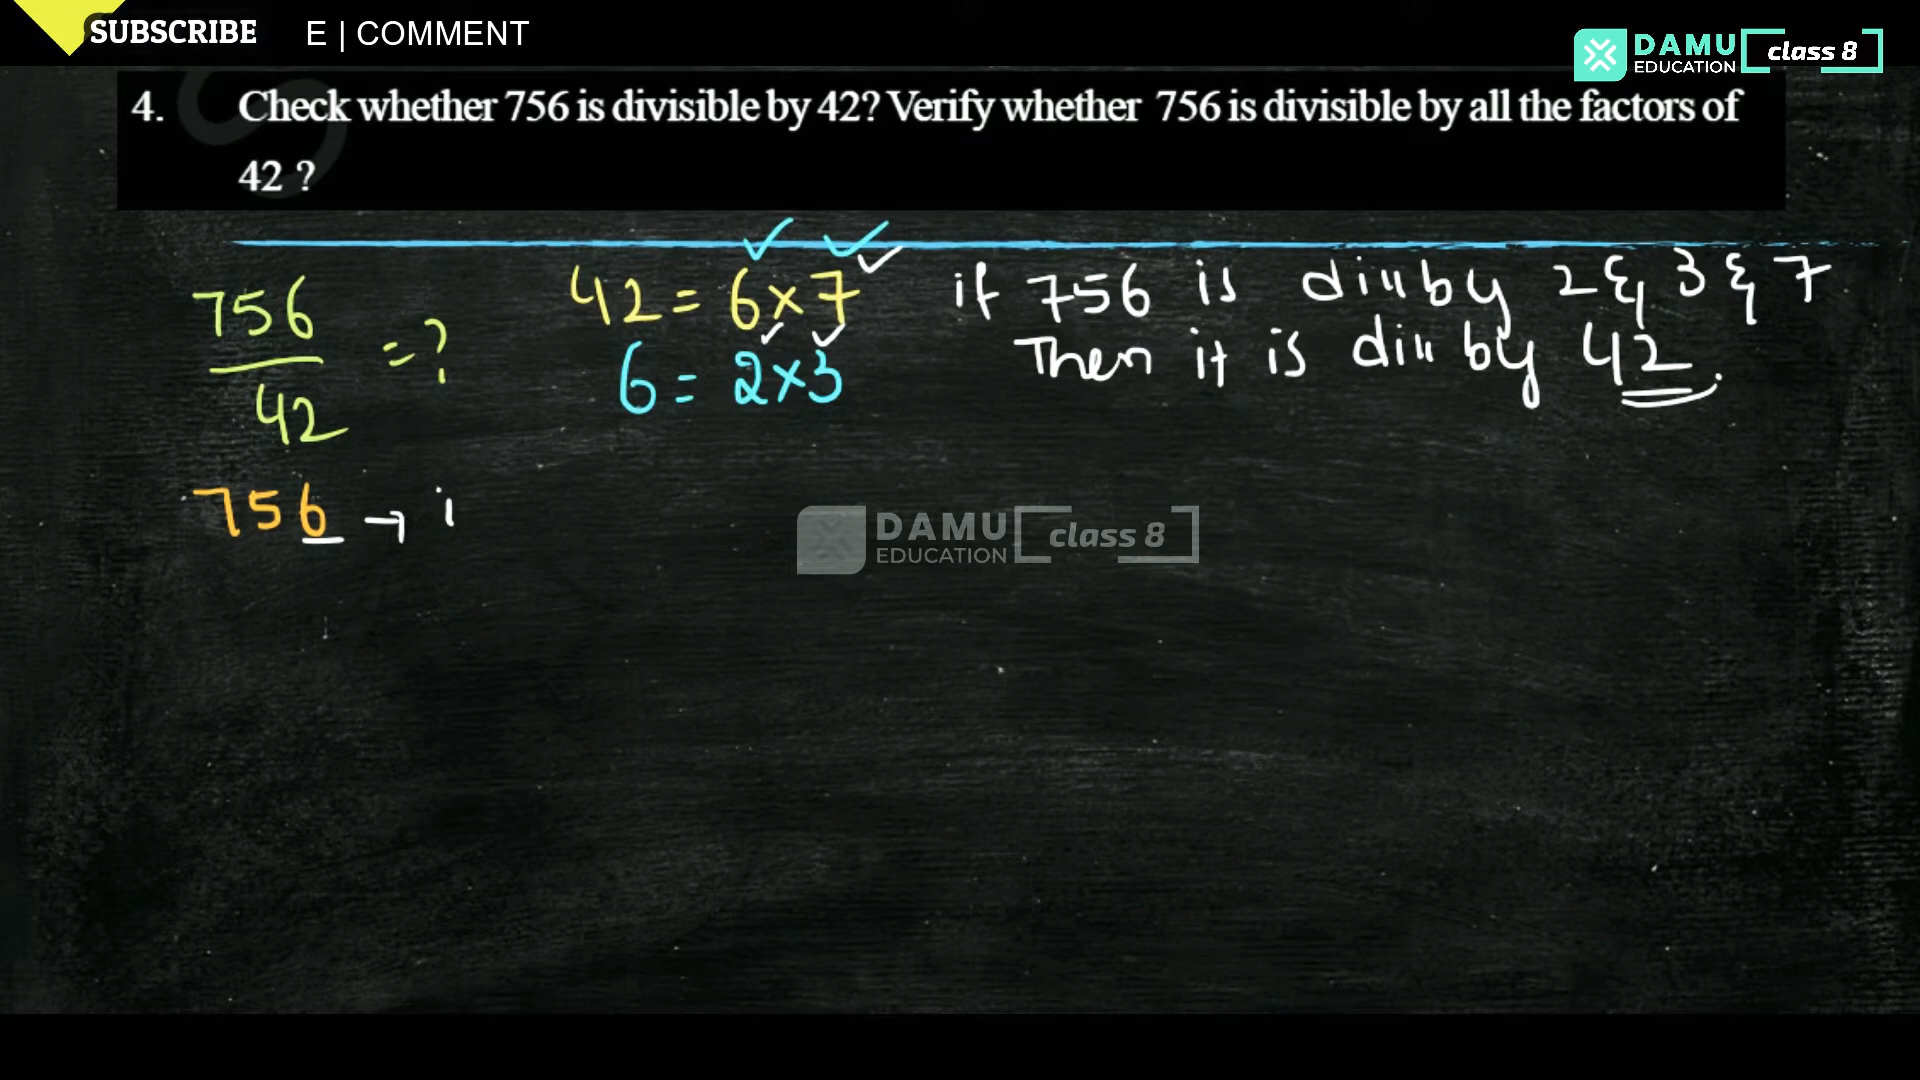 SUBSCRIBE E | COMMENT
DAMU EDUCATION class 8
4. Check whether 756 is divisible by 42? Verify whether 756 is divisible by all the factors of
42 ?
756
42
= ?
42 = 6 x 7
6 = 2 x 3
if 756 is div by 2 & 3 & 7
Then it is div by 42.
756 → i
DAMU EDUCATION class 8